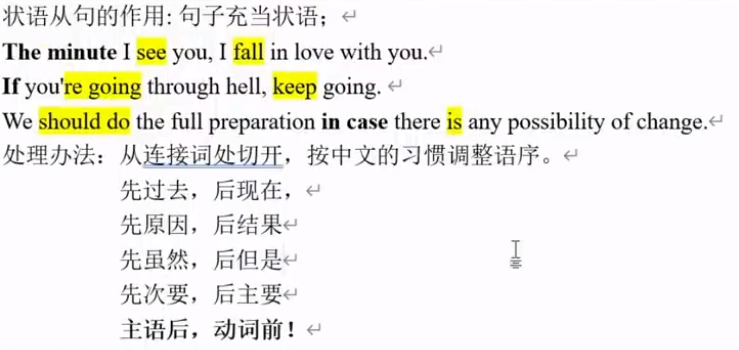 状语从句的作用: 句子充当状语；
The minute I see you, I fall in love with you.
If you're going through hell, keep going.
We should do the full preparation in case there is any possibility of change.
处理办法：从连接词处切开，按中文的习惯调整语序。
先过去，后现在，
先原因，后结果
先虽然，后但是
先次要，后主要
主语后，动词前！